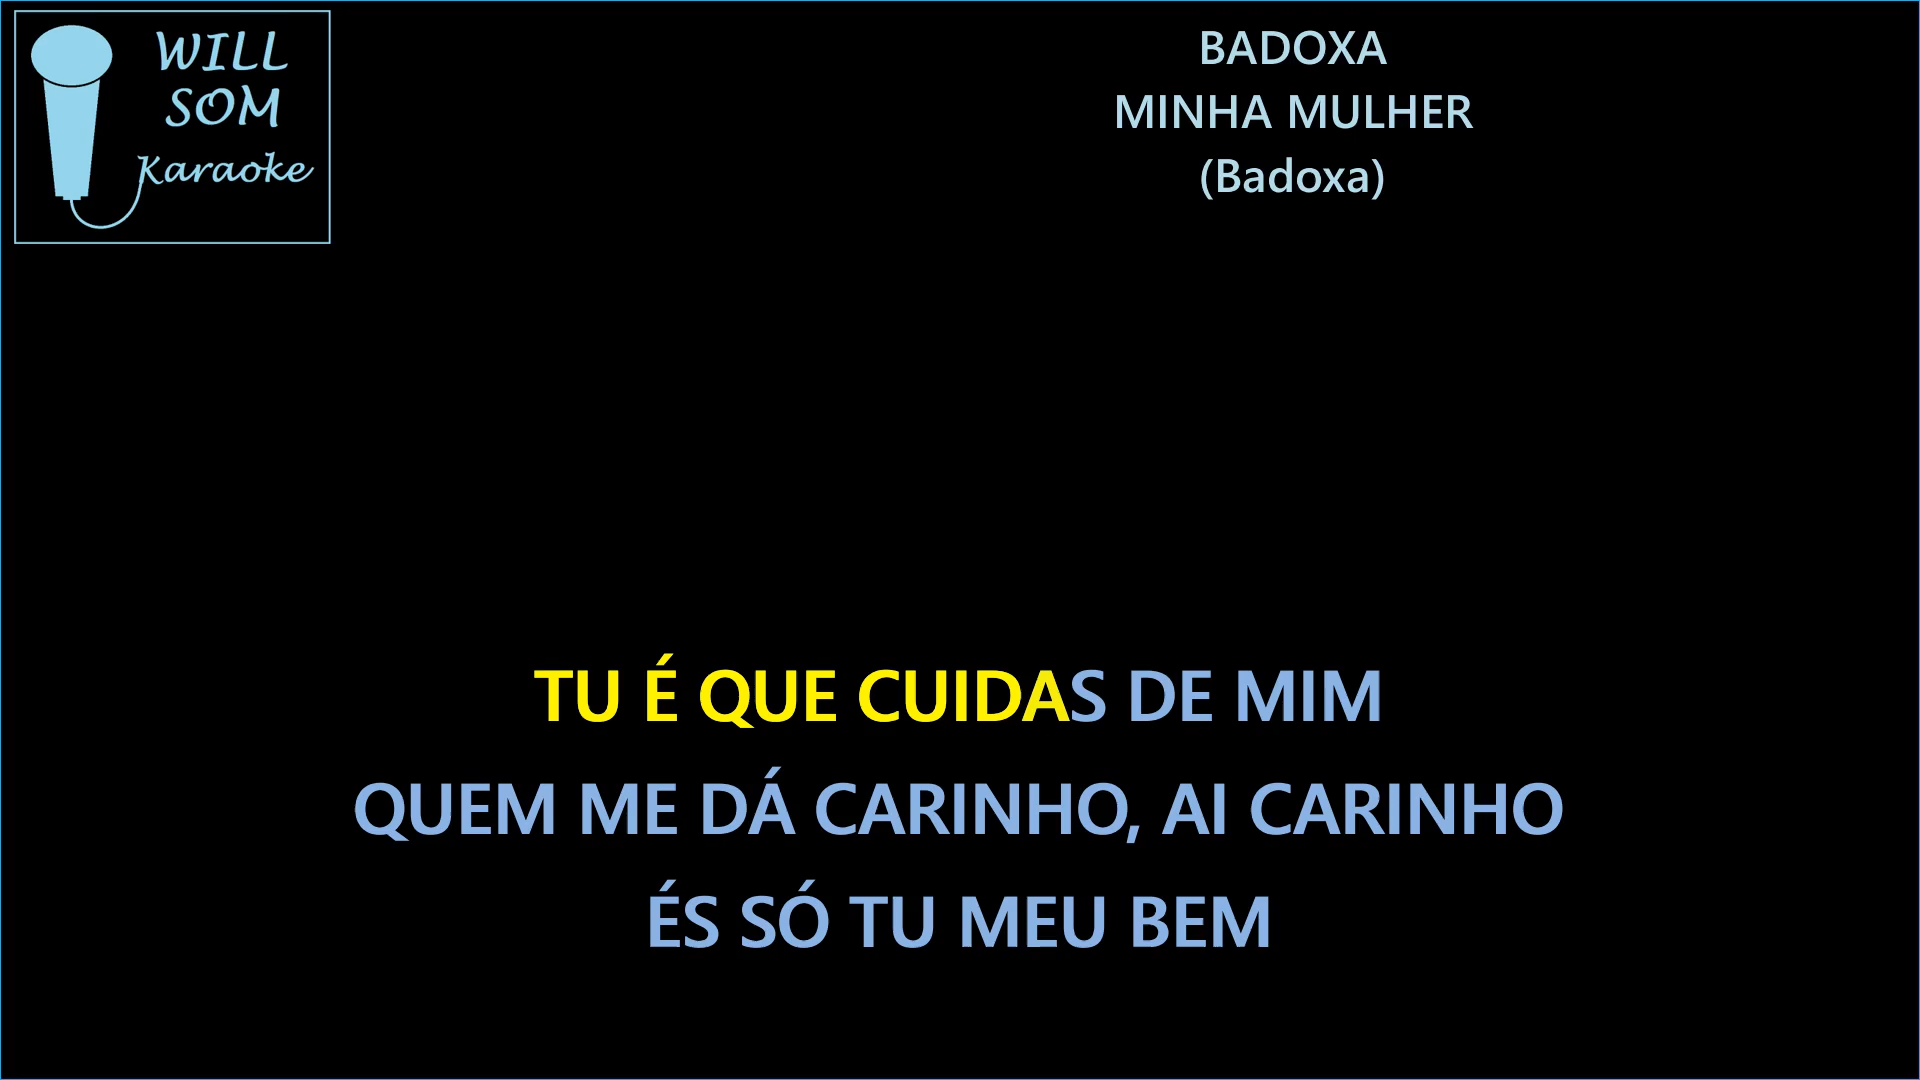 WILL
SOM
Karaoke
BADOXA
MINHA MULHER
(Badoxa)
TU É QUE CUIDAS DE MIM
QUEM ME DÁ CARINHO, AI CARINHO
ÉS SÓ TU MEU BEM